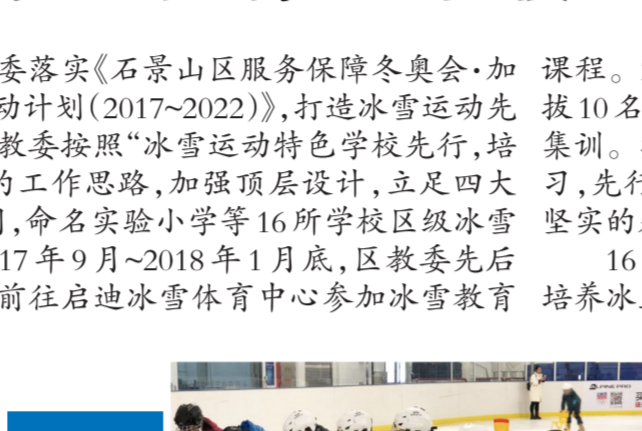 委落实《石景山区服务保障冬奥会·加
动计划(2017~2022)》,打造冰雪运动先
教委按照“冰雪运动特色学校先行,培
的工作思路,加强顶层设计,立足四大
,命名实验小学等16所学校区级冰雪
17年9月~2018年1月底,区教委先后
前往启迪冰雪体育中心参加冰雪教育
课程。
拔10名
集训。
习,先行
坚实的
16
培养冰
ALPINE PRO